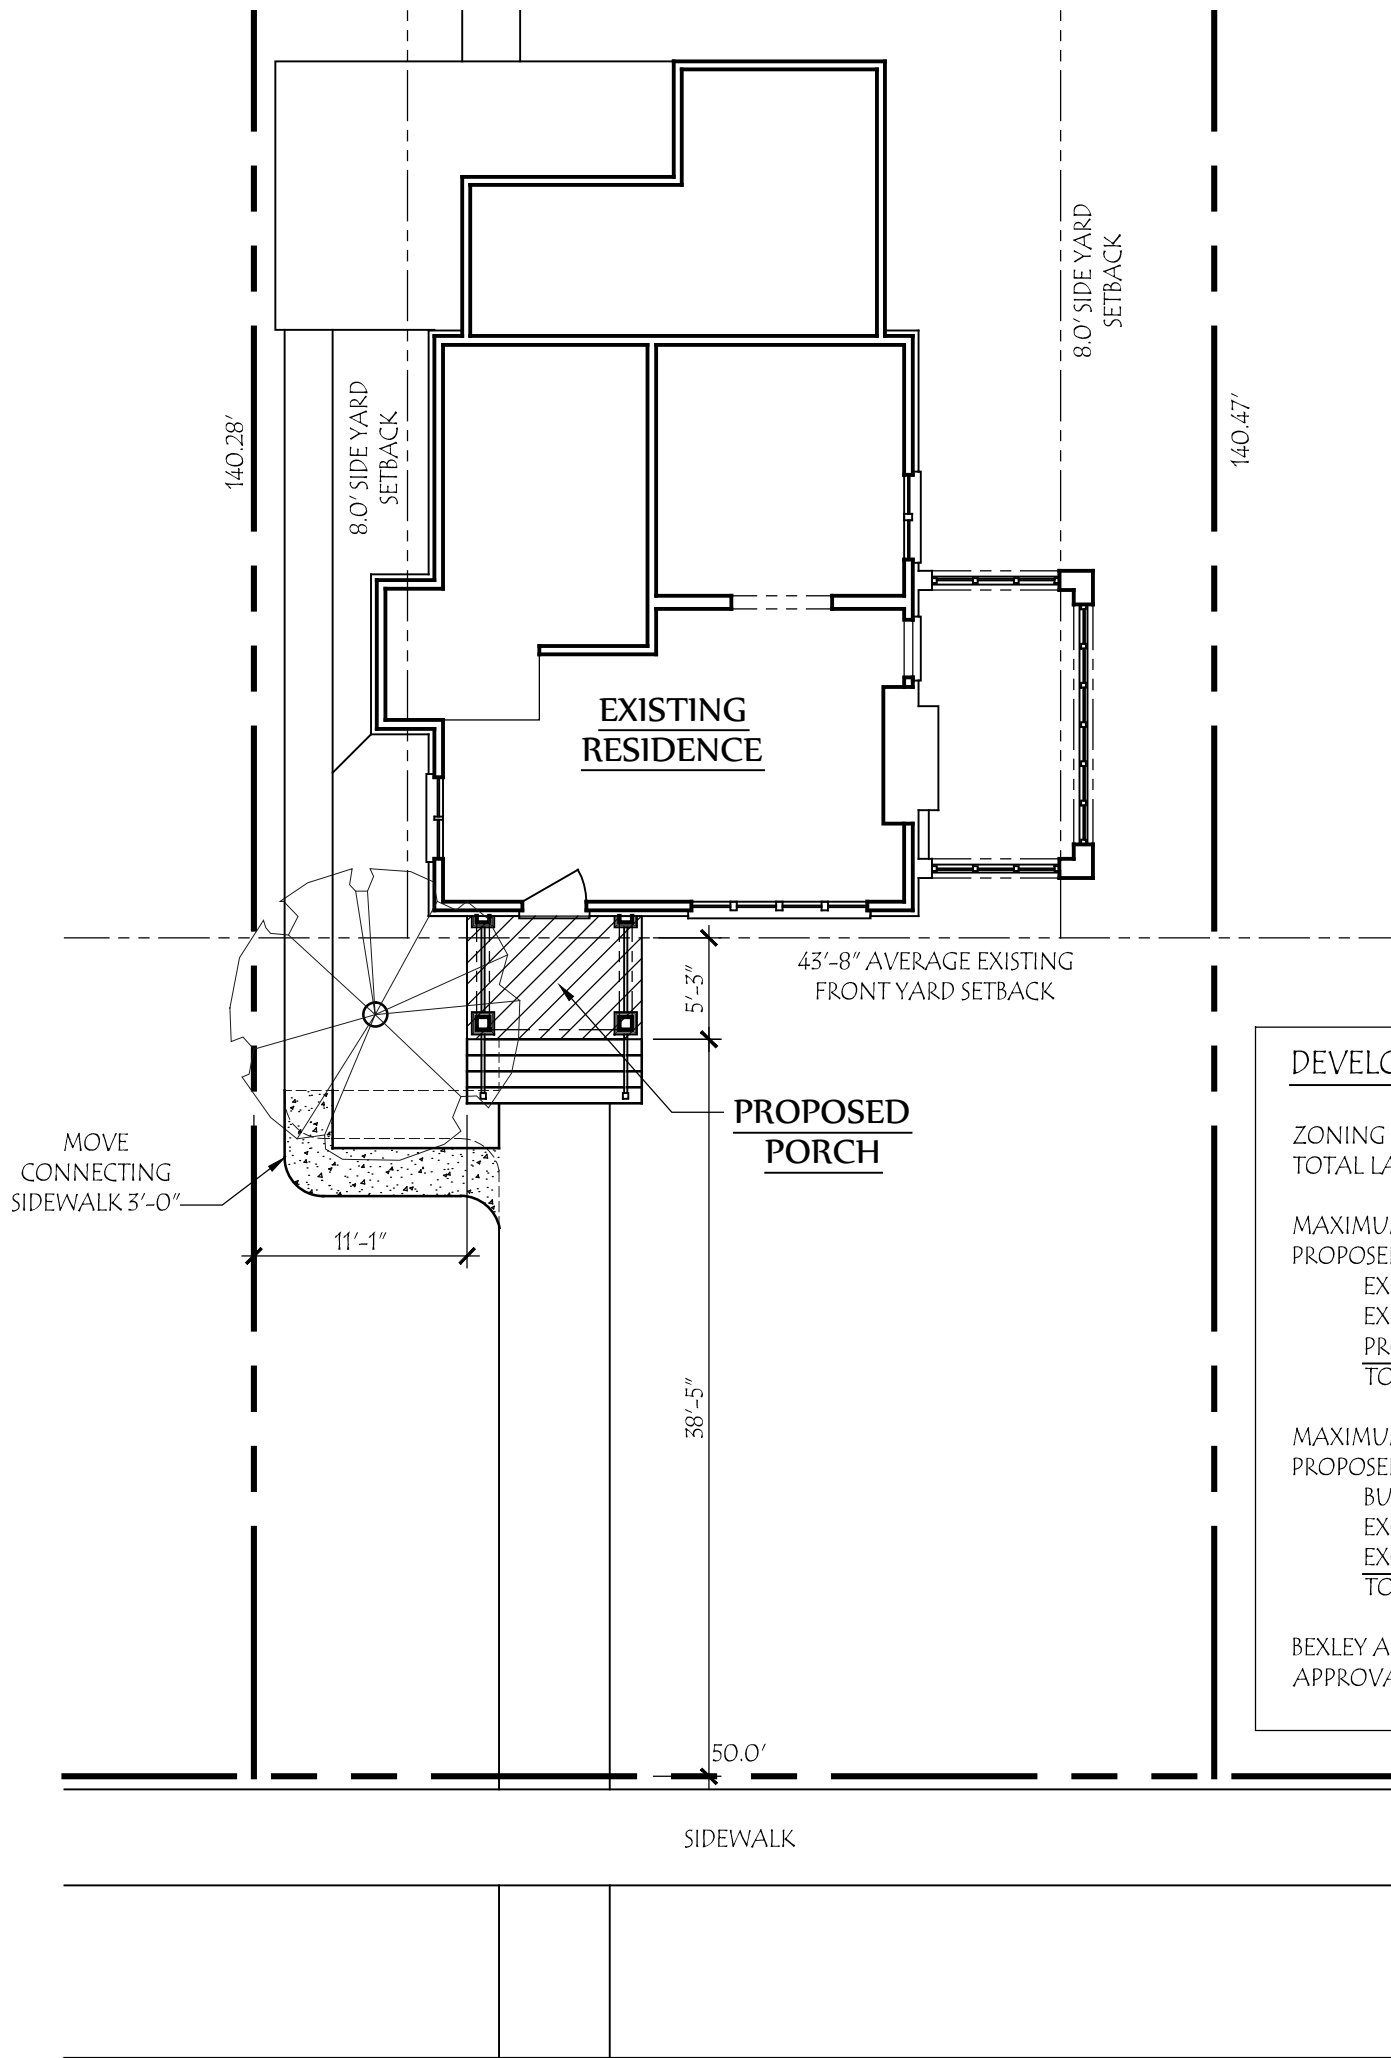 8.0' SIDE YARD
SETBACK
140.28'
8.0' SIDE YARD
SETBACK
140.47'
EXISTING
RESIDENCE
43'-8" AVERAGE EXISTING
FRONT YARD SETBACK
5'-3"
PROPOSED
PORCH
MOVE
CONNECTING
SIDEWALK 3'-0"
11'-1"
38'-5"
50.0'
SIDEWALK
DEVELO
ZONING
TOTAL LA
MAXIMUM
PROPOSE
EX
EX
PR
TO
MAXIMUM
PROPOSE
BU
EX
EX
TO
BEXLEY A
APPROVA